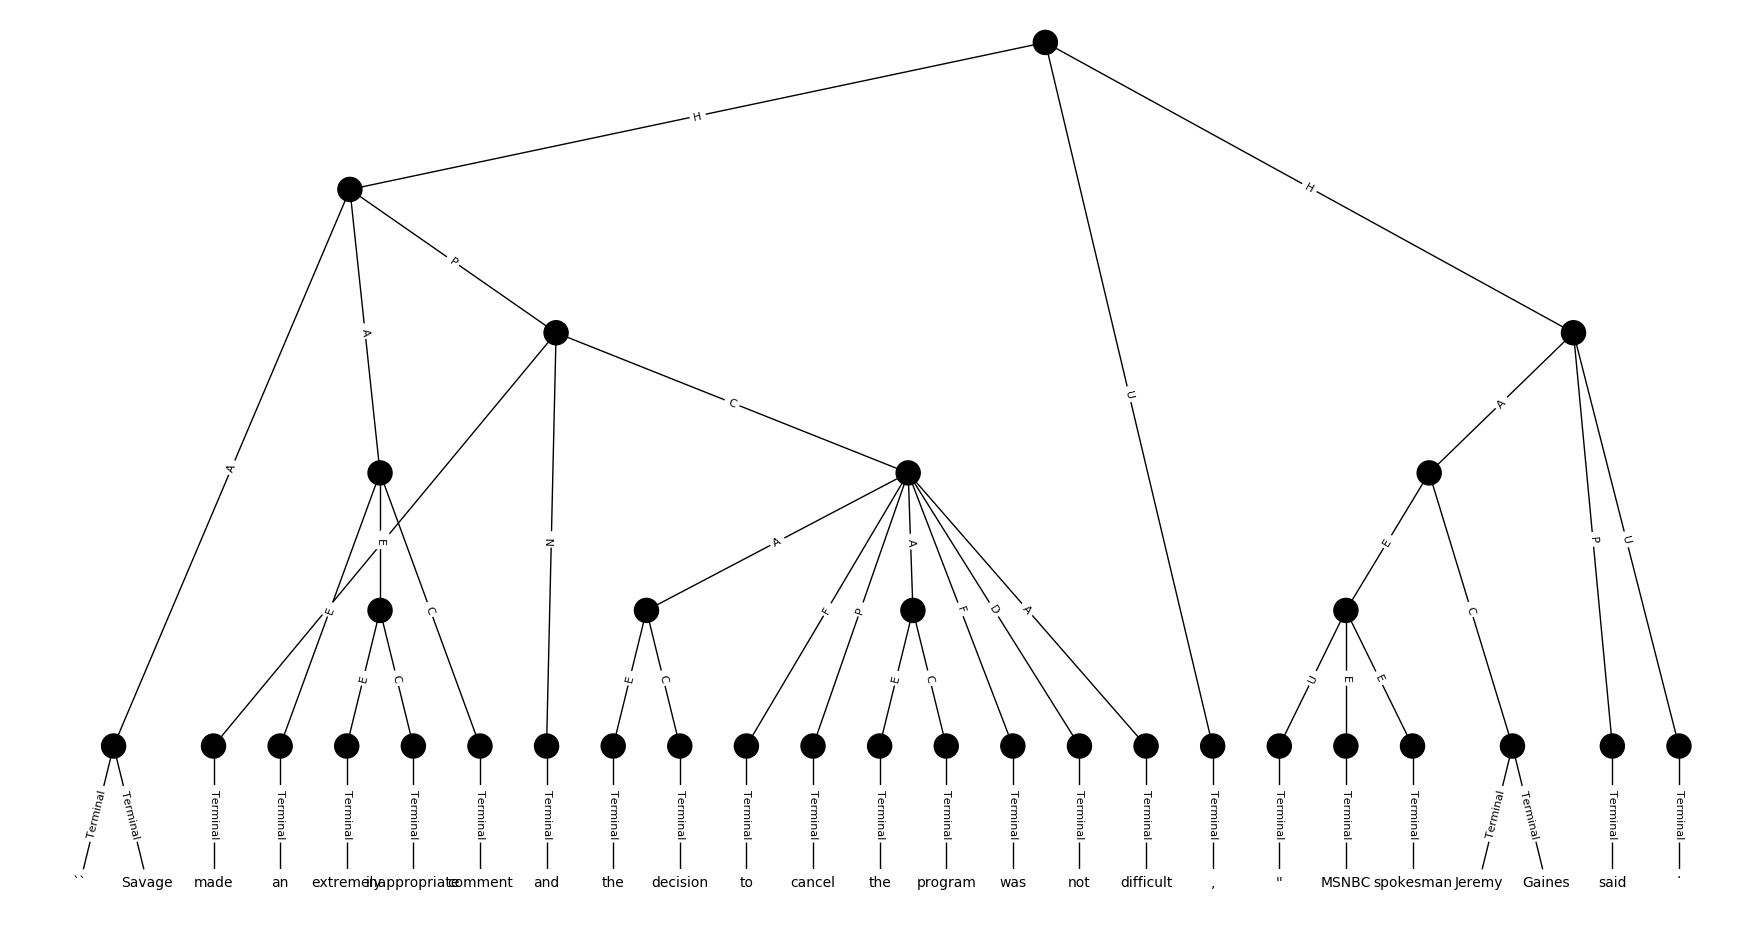 H
H
P
A
U
A
C
A
E
N
A
A
P
U
E
E
C
F
P
F
D
A
C
E
C
E
C
E
C
U
E
E
Terminal Terminal Terminal Terminal Terminal Terminal Terminal Terminal Terminal Terminal Terminal Terminal Terminal Terminal Terminal Terminal Terminal Terminal Terminal Terminal Terminal Terminal Terminal Terminal Terminal
`` Savage made an extremely inappropriate comment and the decision to cancel the program was not difficult , " MSNBC spokesman Jeremy Gaines said .